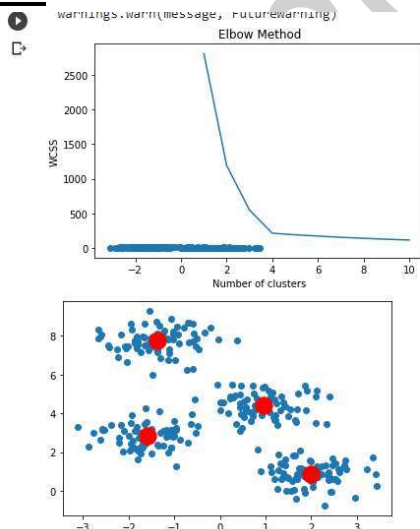 warnings.warn(message, FutureWarning)
Elbow Method
2500
2000
1500
1000
500
0
WCSS
−2 0 2 4 6 8 10
Number of clusters
8
6
4
2
0
−3 −2 −1 0 1 2 3